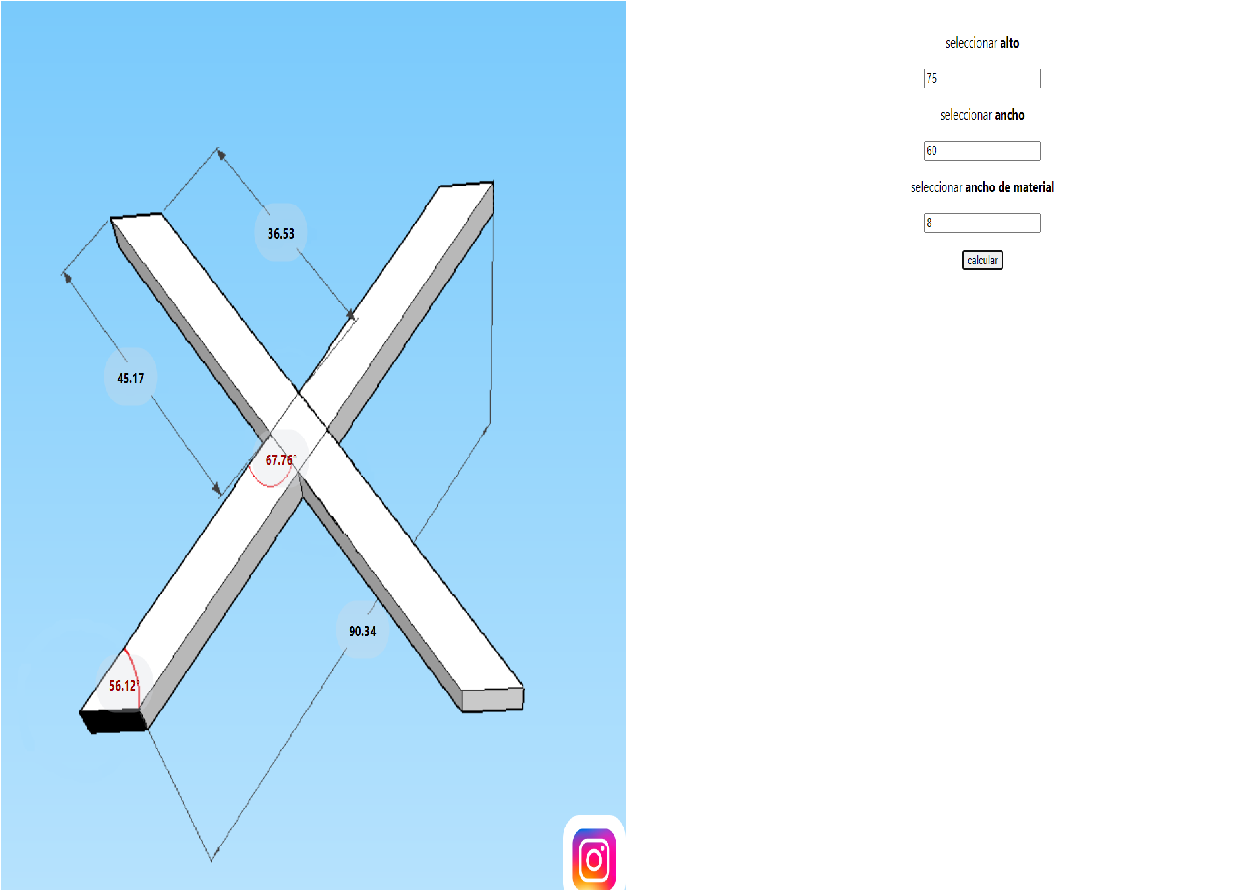 36.53
45.17
67.76°
90.34
56.12°
seleccionar alto
75
seleccionar ancho
60
seleccionar ancho de material
8
calcular